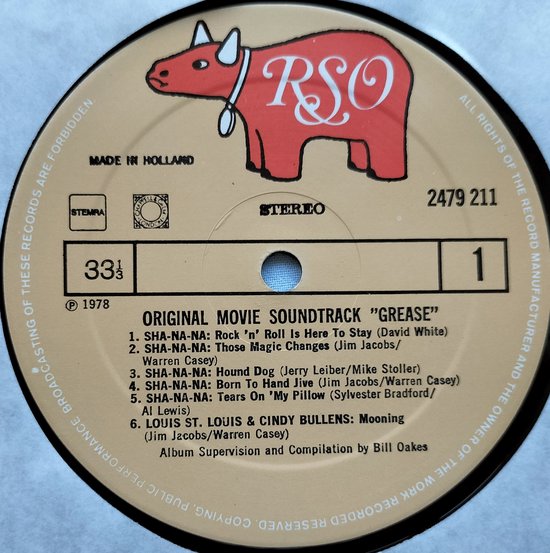 RSO
MADE IN HOLLAND
STEMRA
STEREO
2479 211
33 1/3
1
Ⓟ 1978
ORIGINAL MOVIE SOUNDTRACK "GREASE"
1. SHA-NA-NA: Rock 'n' Roll Is Here To Stay (David White)
2. SHA-NA-NA: Those Magic Changes (Jim Jacobs/
Warren Casey)
3. SHA-NA-NA: Hound Dog (Jerry Leiber/Mike Stoller)
4. SHA-NA-NA: Born To Hand Jive (Jim Jacobs/Warren Casey)
5. SHA-NA-NA: Tears On 'My Pillow (Sylvester Bradford/
Al Lewis)
6. LOUIS ST. LOUIS & CINDY BULLENS: Mooning
(Jim Jacobs/Warren Casey)
Album Supervision and Compilation by Bill Oakes
ALL RIGHTS OF THE RECORD MANUFACTURER AND THE OWNER OF THE WORK RECORDED RESERVED. COPYING, PUBLIC PERFORMANCE, BROADCASTING OF THESE RECORDS ARE FORBIDDEN.